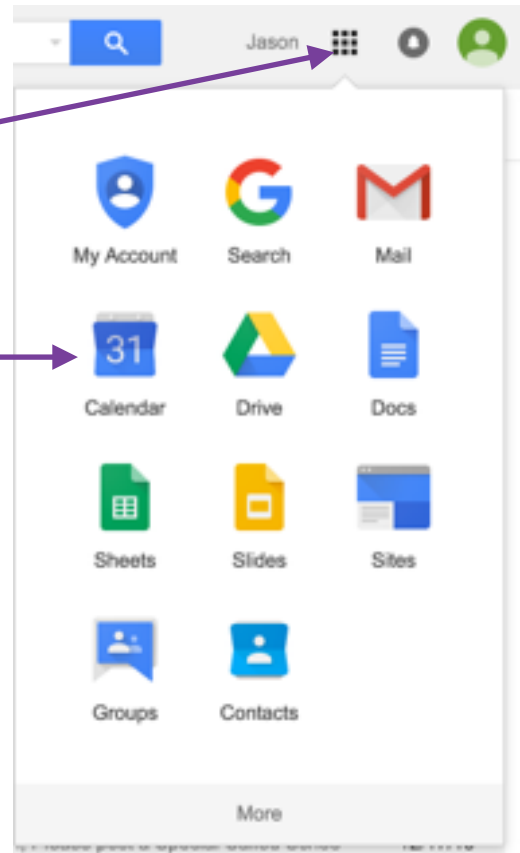 Jason
My Account Search Mail
31
Calendar Drive Docs
Sheets Slides Sites
Groups Contacts
More